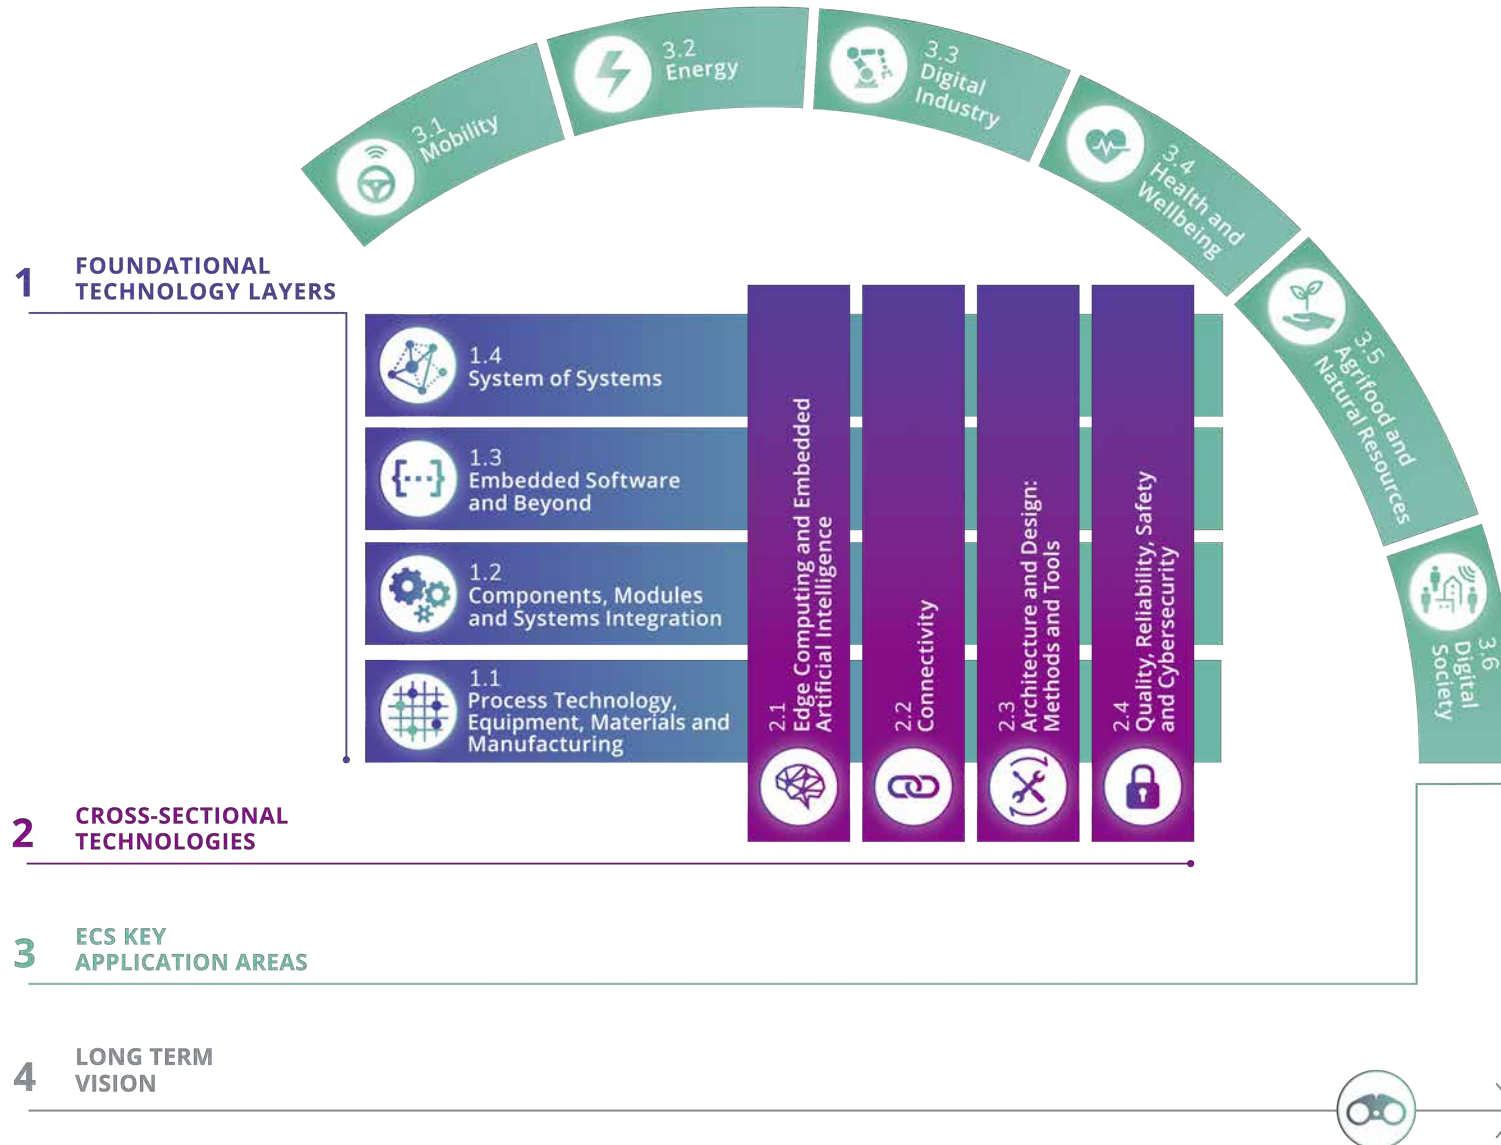 3.1
Mobility
3.2
Energy
3.3
Digital
Industry
3.4
Health and
Wellbeing
3.5
Agrifood and
Natural Resources
3.6
Digital
Society
1
FOUNDATIONAL
TECHNOLOGY LAYERS
1.4
System of Systems
1.3
Embedded Software
and Beyond
1.2
Components, Modules
and Systems Integration
1.1
Process Technology,
Equipment, Materials and
Manufacturing
2.1
Edge Computing and Embedded
Artificial Intelligence
2.2
Connectivity
2.3
Architecture and Design:
Methods and Tools
2.4
Quality, Reliability, Safety
and Cybersecurity
2
CROSS-SECTIONAL
TECHNOLOGIES
3
ECS KEY
APPLICATION AREAS
4
LONG TERM
VISION